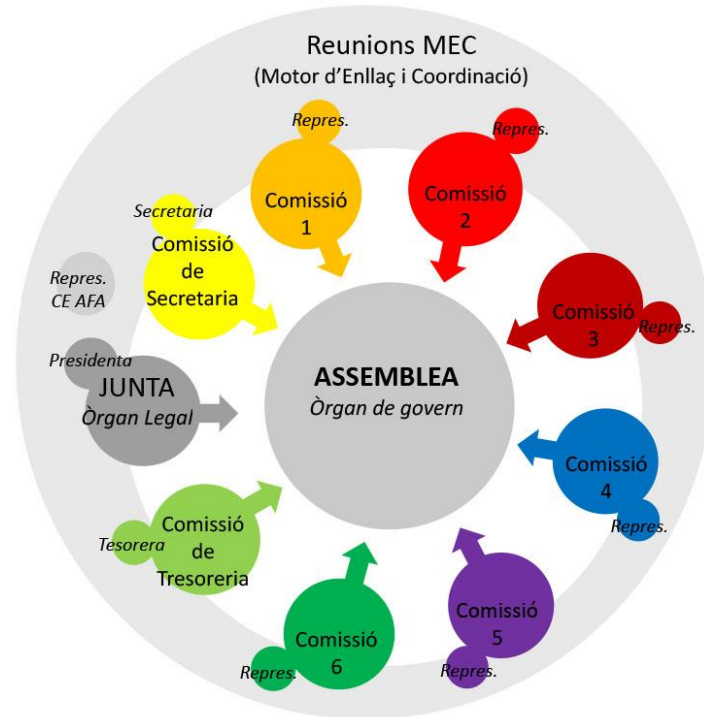 Reunions MEC
(Motor d'Enllaç i Coordinació)
Repres.
Comissió
1
Repres.
Comissió
2
Secretaria
Comissió
de
Secretaria
Repres.
CE AFA
Comissió
3
Repres.
Presidenta
JUNTA
Òrgan Legal
ASSEMBLEA
Òrgan de govern
Comissió
4
Repres.
Tesorera
Comissió
de
Tresoreria
Comissió
5
Repres.
Comissió
6
Repres.